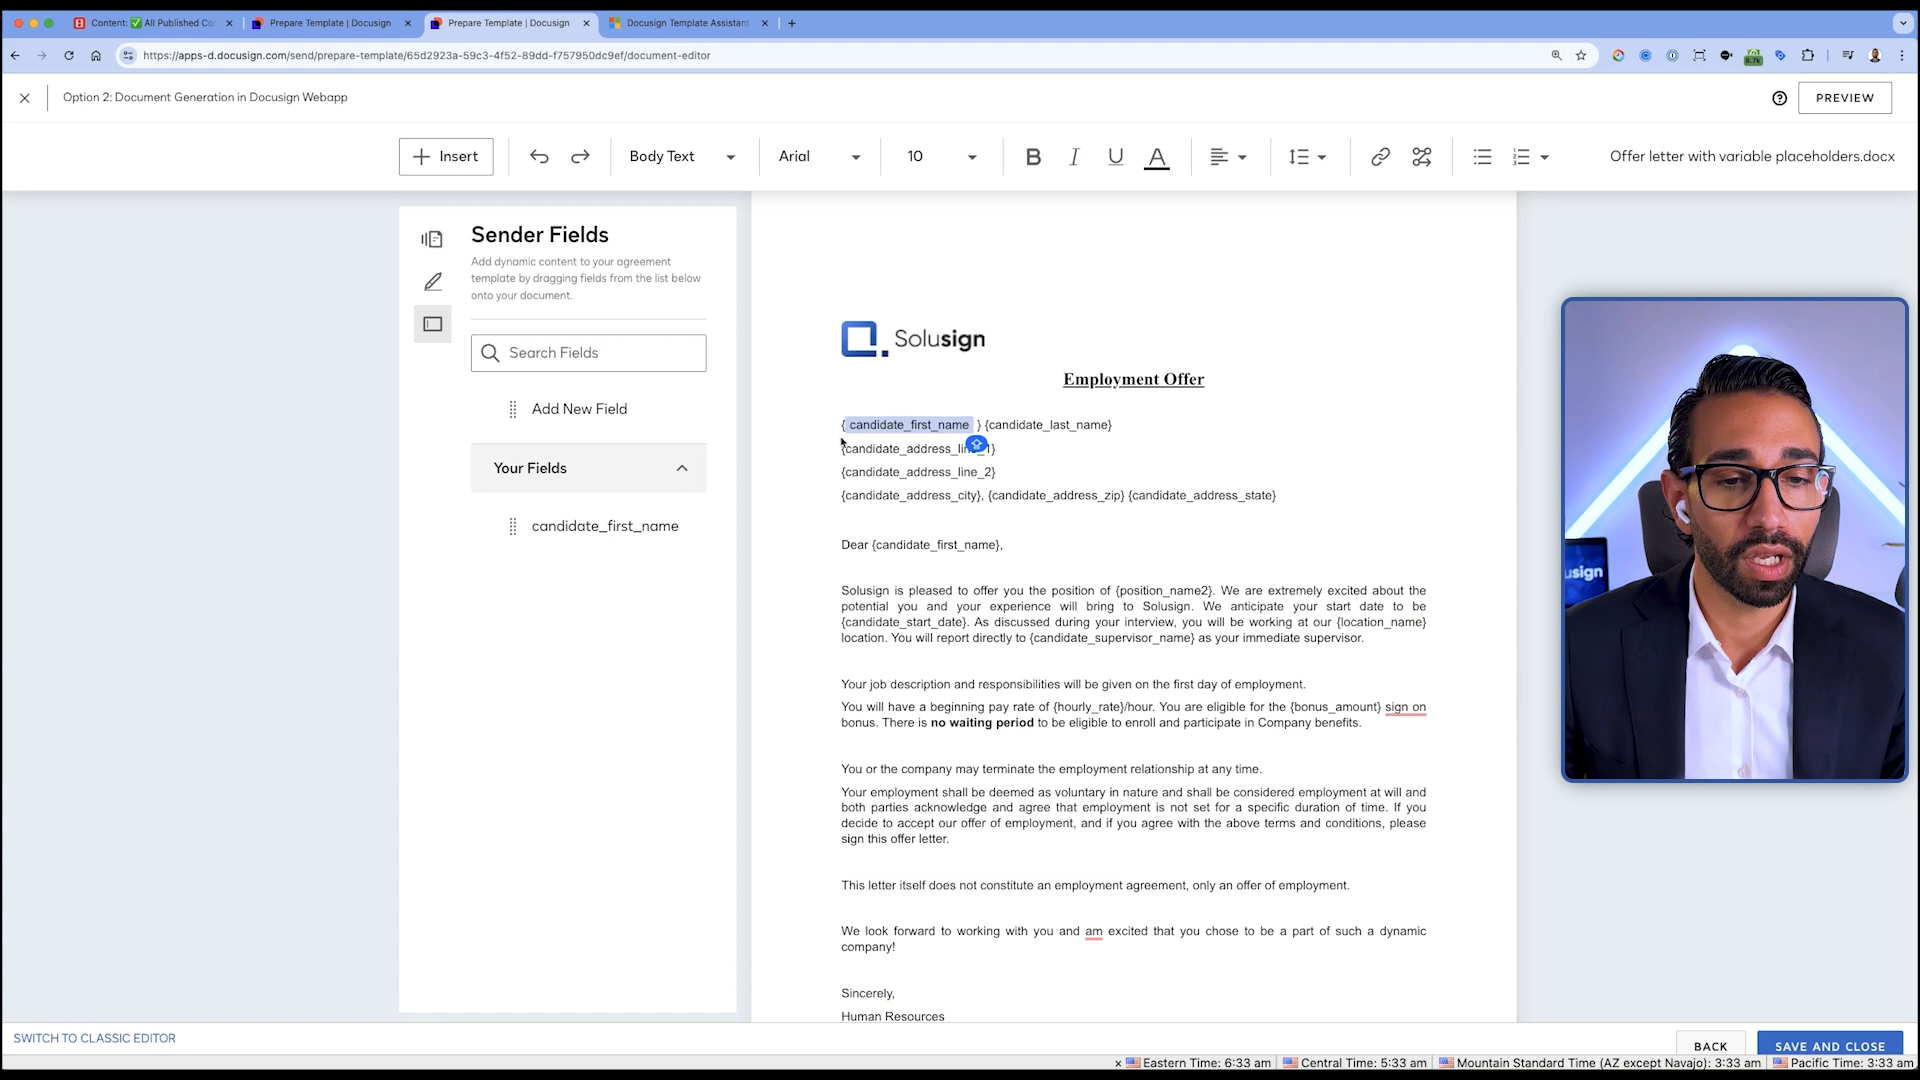 Content: ✅ All Published Co
Prepare Template | Docusign
Prepare Template | Docusign
Docusign Template Assistant
https://apps-d.docusign.com/send/prepare-template/65d2923a-59c3-4f52-89dd-f757950dc9ef/document-editor
8.7k
Option 2: Document Generation in Docusign Webapp
PREVIEW
Insert
Body Text
Arial
10
B I U A
Offer letter with variable placeholders.docx
Sender Fields
Add dynamic content to your agreement
template by dragging fields from the list below
onto your document.
Search Fields
Add New Field
Your Fields
candidate_first_name
Solusign
Employment Offer
{ candidate_first_name } {candidate_last_name}
{candidate_address_line_1}
{candidate_address_line_2}
{candidate_address_city}, {candidate_address_zip} {candidate_address_state}
Dear {candidate_first_name},
Solusign is pleased to offer you the position of {position_name2}. We are extremely excited about the
potential you and your experience will bring to Solusign. We anticipate your start date to be
{candidate_start_date}. As discussed during your interview, you will be working at our {location_name}
location. You will report directly to {candidate_supervisor_name} as your immediate supervisor.
Your job description and responsibilities will be given on the first day of employment.
You will have a beginning pay rate of {hourly_rate}/hour. You are eligible for the {bonus_amount} sign on
bonus. There is no waiting period to be eligible to enroll and participate in Company benefits.
You or the company may terminate the employment relationship at any time.
Your employment shall be deemed as voluntary in nature and shall be considered employment at will and
both parties acknowledge and agree that employment is not set for a specific duration of time. If you
decide to accept our offer of employment, and if you agree with the above terms and conditions, please
sign this offer letter.
This letter itself does not constitute an employment agreement, only an offer of employment.
We look forward to working with you and am excited that you chose to be a part of such a dynamic
company!
Sincerely,
Human Resources
usign
SWITCH TO CLASSIC EDITOR
BACK
SAVE AND CLOSE
Eastern Time: 6:33 am
Central Time: 5:33 am
Mountain Standard Time (AZ except Navajo): 3:33 am
Pacific Time: 3:33 am